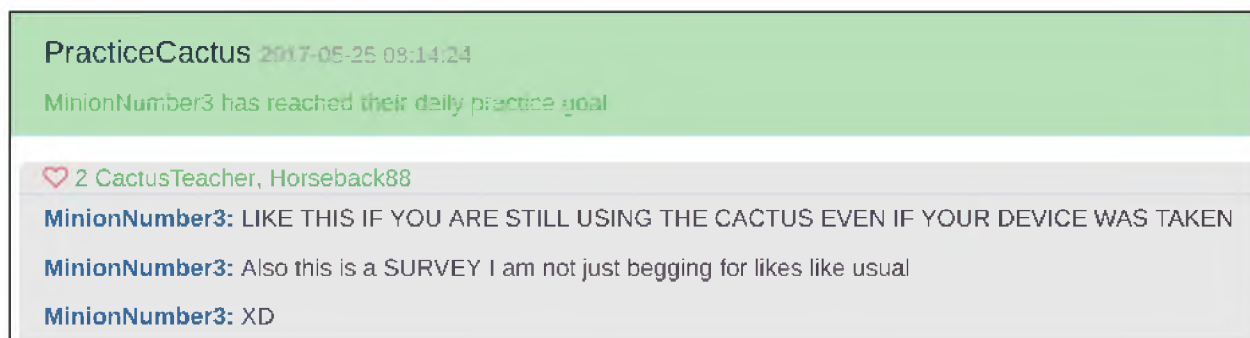 PracticeCactus 2017-05-25 08:14:24
MinionNumber3 has reached their daily practice goal
2 CactusTeacher, Horseback88
MinionNumber3: LIKE THIS IF YOU ARE STILL USING THE CACTUS EVEN IF YOUR DEVICE WAS TAKEN
MinionNumber3: Also this is a SURVEY I am not just begging for likes like usual
MinionNumber3: XD